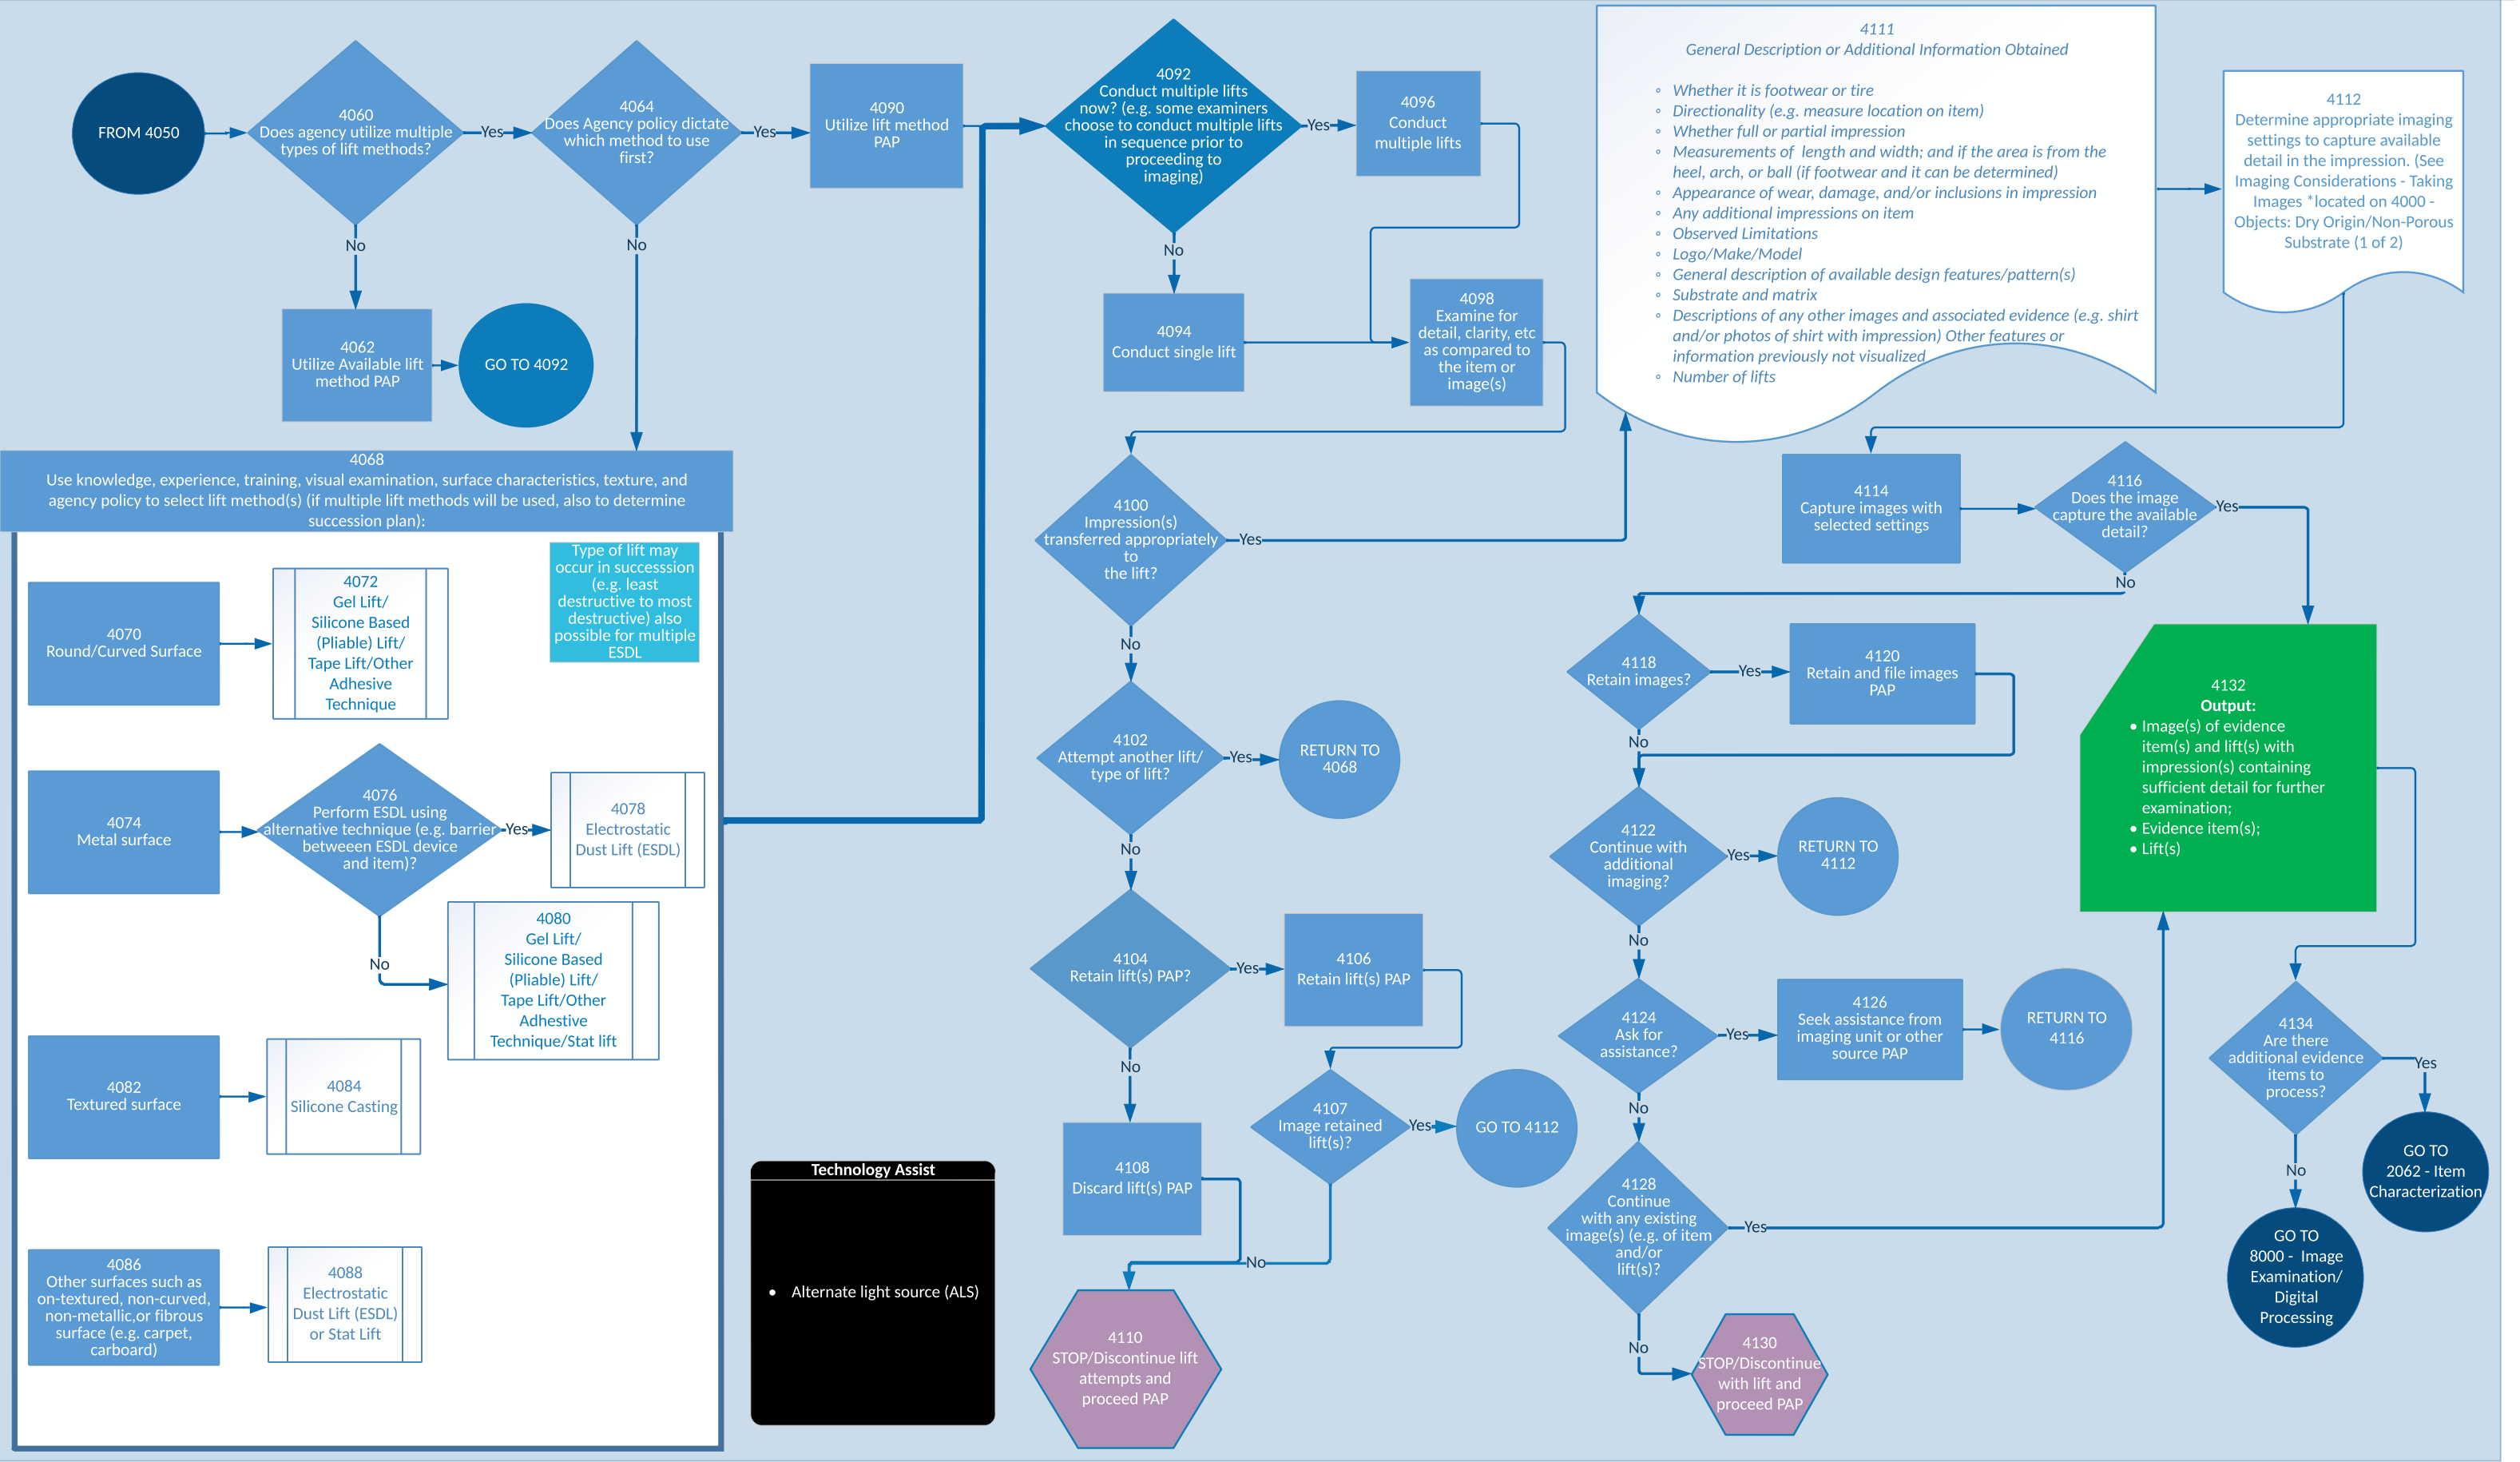 FROM 4050
4060
Does agency utilize multiple
types of lift methods?
Yes
No
4062
Utilize Available lift
method PAP
GO TO 4092
4064
Does Agency policy dictate
which method to use
first?
Yes
No
4090
Utilize lift method
PAP
4068
Use knowledge, experience, training, visual examination, surface characteristics, texture, and
agency policy to select lift method(s) (if multiple lift methods will be used, also to determine
succession plan):
Type of lift may
occur in successsion
(e.g. least
destructive to most
destructive) also
possible for multiple
ESDL
4070
Round/Curved Surface
4072
Gel Lift/
Silicone Based
(Pliable) Lift/
Tape Lift/Other
Adhesive
Technique
4074
Metal surface
4076
Perform ESDL using
alternative technique (e.g. barrier
betweeen ESDL device
and item)?
Yes
No
4078
Electrostatic
Dust Lift (ESDL)
4080
Gel Lift/
Silicone Based
(Pliable) Lift/
Tape Lift/Other
Adhestive
Technique/Stat lift
4082
Textured surface
4084
Silicone Casting
4086
Other surfaces such as
on-textured, non-curved,
non-metallic,or fibrous
surface (e.g. carpet,
carboard)
4088
Electrostatic
Dust Lift (ESDL)
or Stat Lift
Technology Assist
• Alternate light source (ALS)
4092
Conduct multiple lifts
now? (e.g. some examiners
choose to conduct multiple lifts
in sequence prior to
proceeding to
imaging)
Yes
No
4096
Conduct
multiple lifts
4094
Conduct single lift
4098
Examine for
detail, clarity, etc
as compared to
the item or
image(s)
4100
Impression(s)
transferred appropriately
to
the lift?
Yes
No
4102
Attempt another lift/
type of lift?
Yes
No
RETURN TO
4068
4104
Retain lift(s) PAP?
Yes
No
4106
Retain lift(s) PAP
4107
Image retained
lift(s)?
Yes
No
GO TO 4112
4108
Discard lift(s) PAP
4110
STOP/Discontinue lift
attempts and
proceed PAP
4111
General Description or Additional Information Obtained
◦ Whether it is footwear or tire
◦ Directionality (e.g. measure location on item)
◦ Whether full or partial impression
◦ Measurements of length and width; and if the area is from the
heel, arch, or ball (if footwear and it can be determined)
◦ Appearance of wear, damage, and/or inclusions in impression
◦ Any additional impressions on item
◦ Observed Limitations
◦ Logo/Make/Model
◦ General description of available design features/pattern(s)
◦ Substrate and matrix
◦ Descriptions of any other images and associated evidence (e.g. shirt
and/or photos of shirt with impression) Other features or
information previously not visualized
◦ Number of lifts
4112
Determine appropriate imaging
settings to capture available
detail in the impression. (See
Imaging Considerations - Taking
Images *located on 4000 -
Objects: Dry Origin/Non-Porous
Substrate (1 of 2)
4114
Capture images with
selected settings
4116
Does the image
capture the available
detail?
Yes
No
4118
Retain images?
Yes
No
4120
Retain and file images
PAP
4122
Continue with
additional
imaging?
Yes
No
RETURN TO
4112
4124
Ask for
assistance?
Yes
No
4126
Seek assistance from
imaging unit or other
source PAP
RETURN TO
4116
4128
Continue
with any existing
image(s) (e.g. of item
and/or
lift(s)?
Yes
No
4130
STOP/Discontinue
with lift and
proceed PAP
4132
Output:
• Image(s) of evidence
item(s) and lift(s) with
impression(s) containing
sufficient detail for further
examination;
• Evidence item(s);
• Lift(s)
4134
Are there
additional evidence
items to
process?
Yes
No
GO TO
2062 - Item
Characterization
GO TO
8000 - Image
Examination/
Digital
Processing